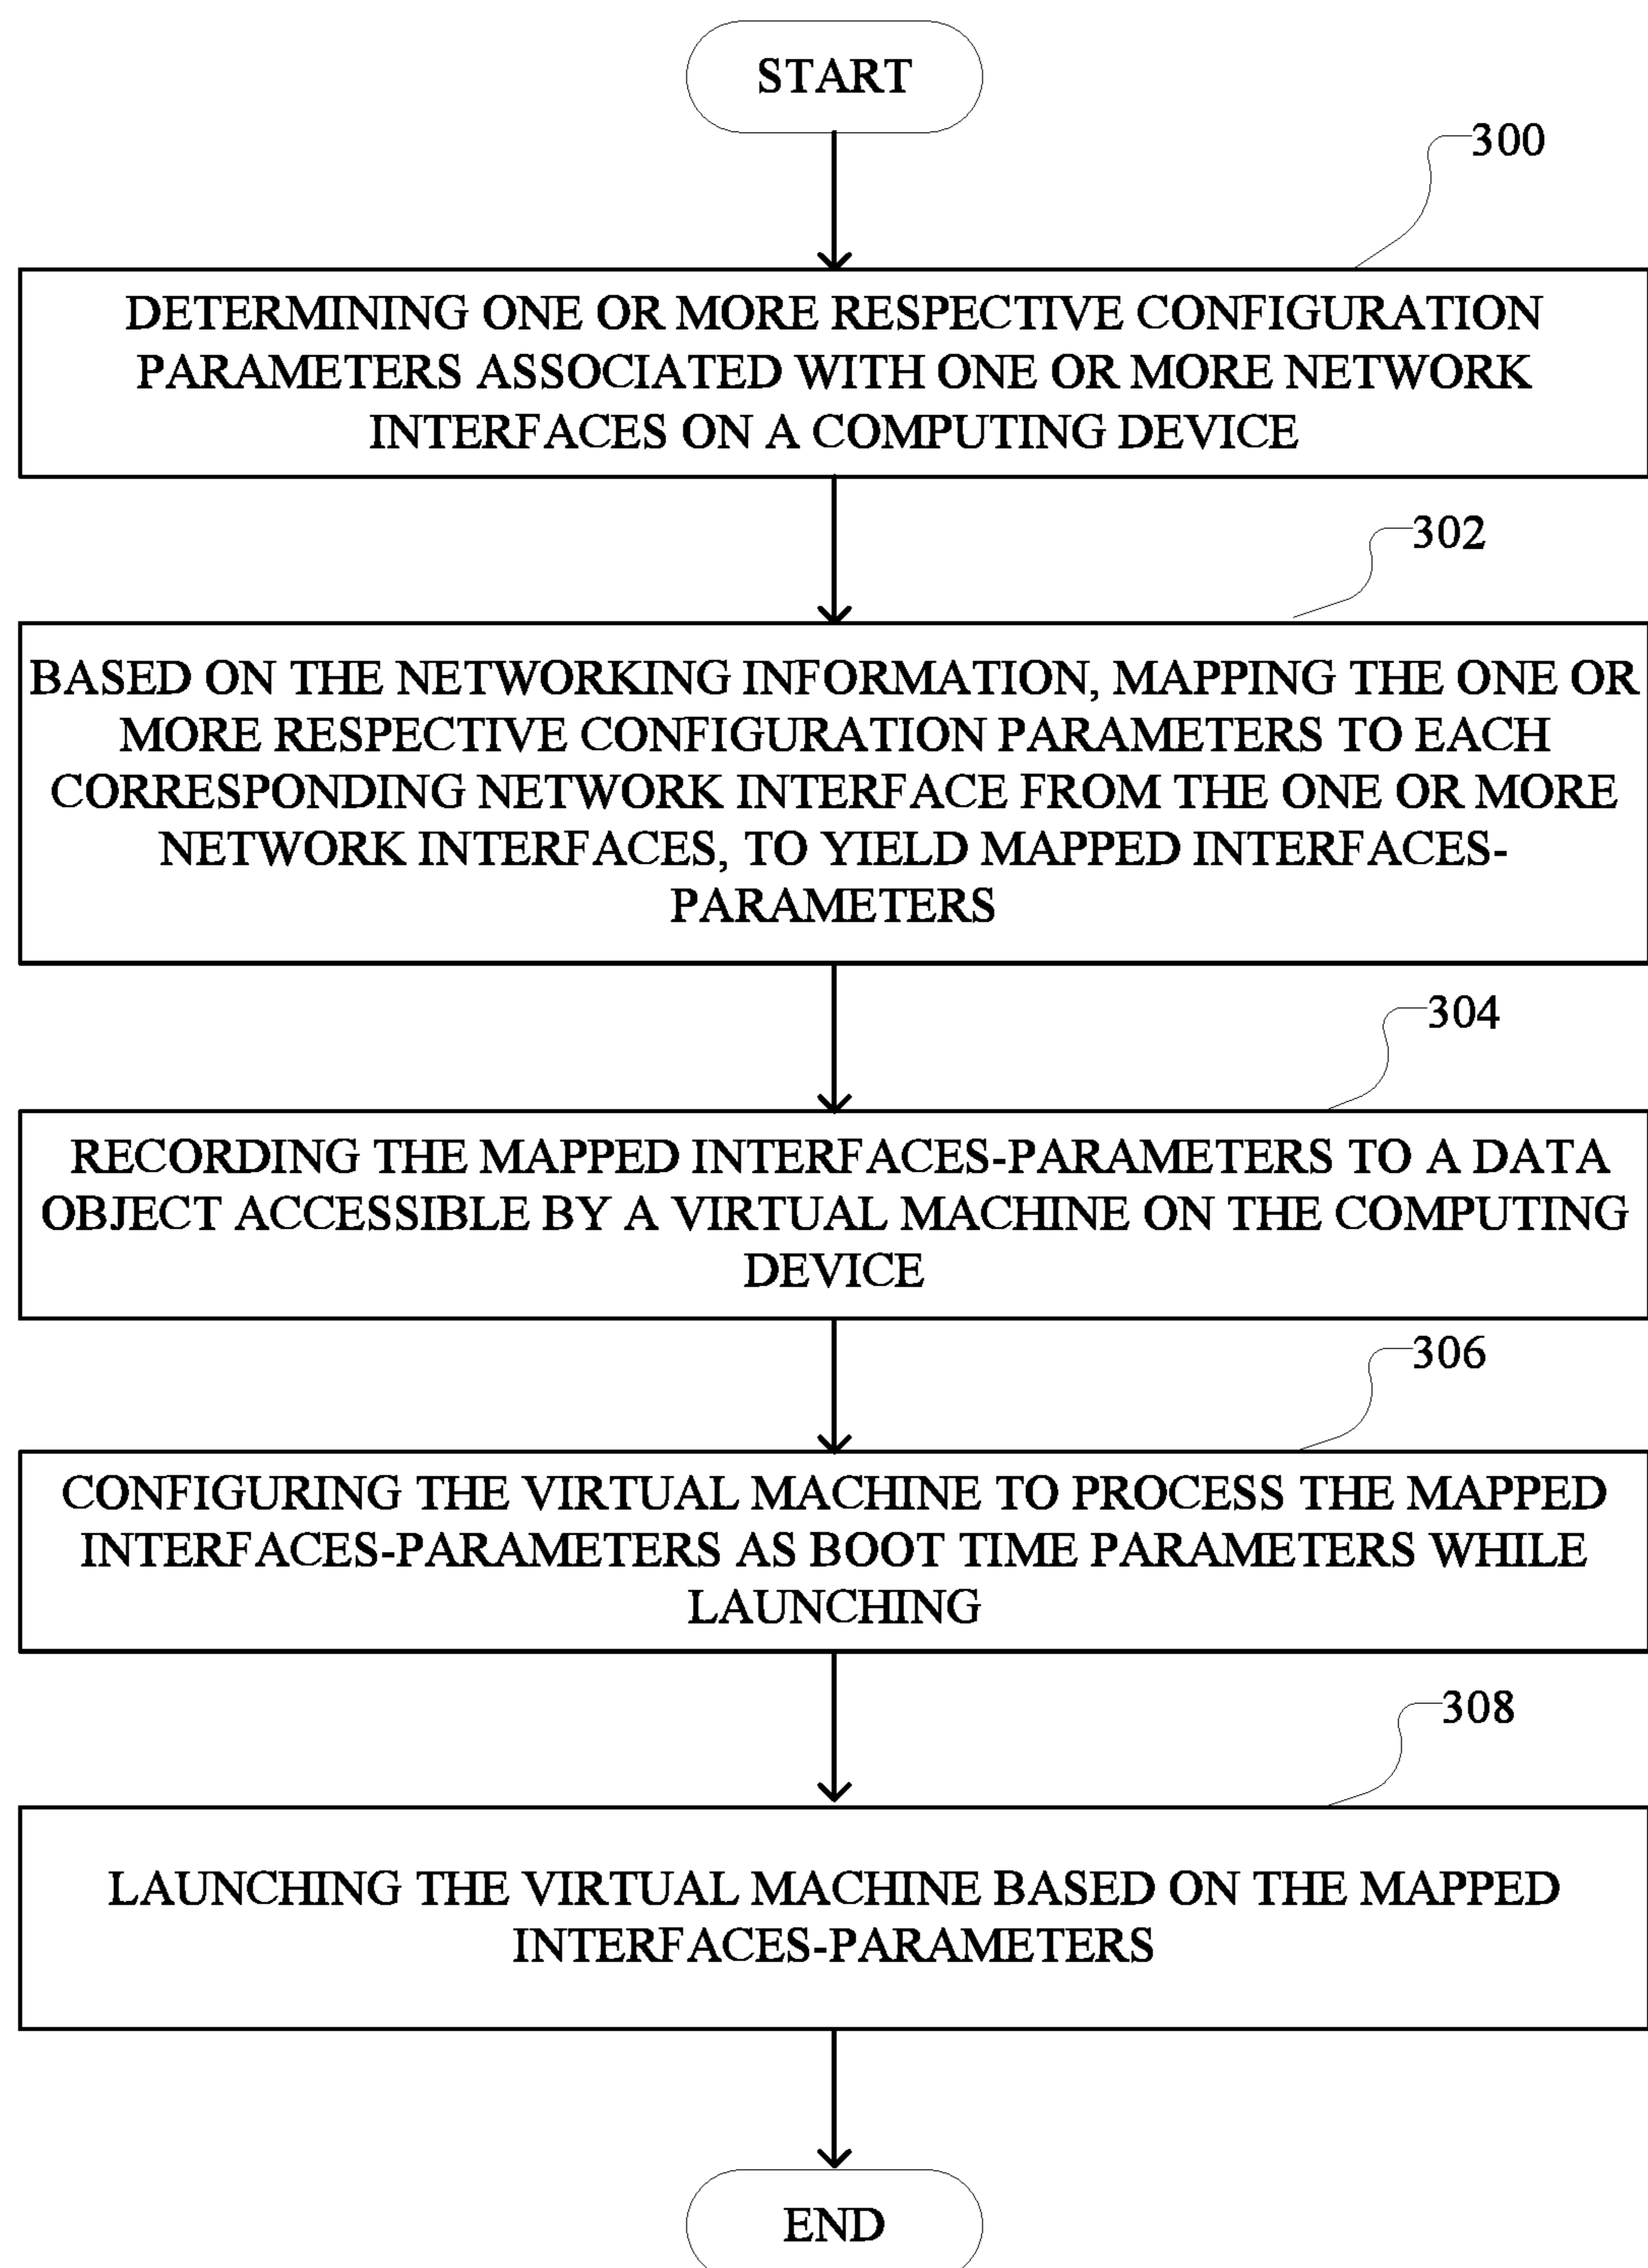 START
300
DETERMINING ONE OR MORE RESPECTIVE CONFIGURATION
PARAMETERS ASSOCIATED WITH ONE OR MORE NETWORK
INTERFACES ON A COMPUTING DEVICE
302
BASED ON THE NETWORKING INFORMATION, MAPPING THE ONE OR
MORE RESPECTIVE CONFIGURATION PARAMETERS TO EACH
CORRESPONDING NETWORK INTERFACE FROM THE ONE OR MORE
NETWORK INTERFACES, TO YIELD MAPPED INTERFACES-
PARAMETERS
304
RECORDING THE MAPPED INTERFACES-PARAMETERS TO A DATA
OBJECT ACCESSIBLE BY A VIRTUAL MACHINE ON THE COMPUTING
DEVICE
306
CONFIGURING THE VIRTUAL MACHINE TO PROCESS THE MAPPED
INTERFACES-PARAMETERS AS BOOT TIME PARAMETERS WHILE
LAUNCHING
308
LAUNCHING THE VIRTUAL MACHINE BASED ON THE MAPPED
INTERFACES-PARAMETERS
END